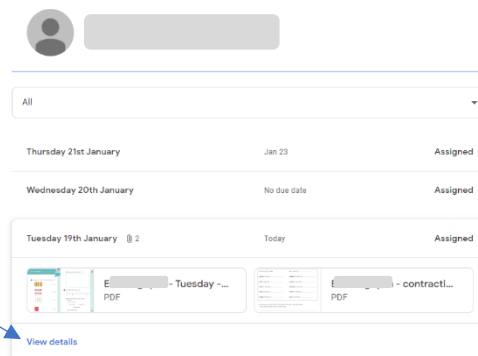 All
Thursday 21st January Jan 23 Assigned
Wednesday 20th January No due date Assigned
Tuesday 19th January 2 Today Assigned
- Tuesday -... - contracti...
PDF PDF
View details